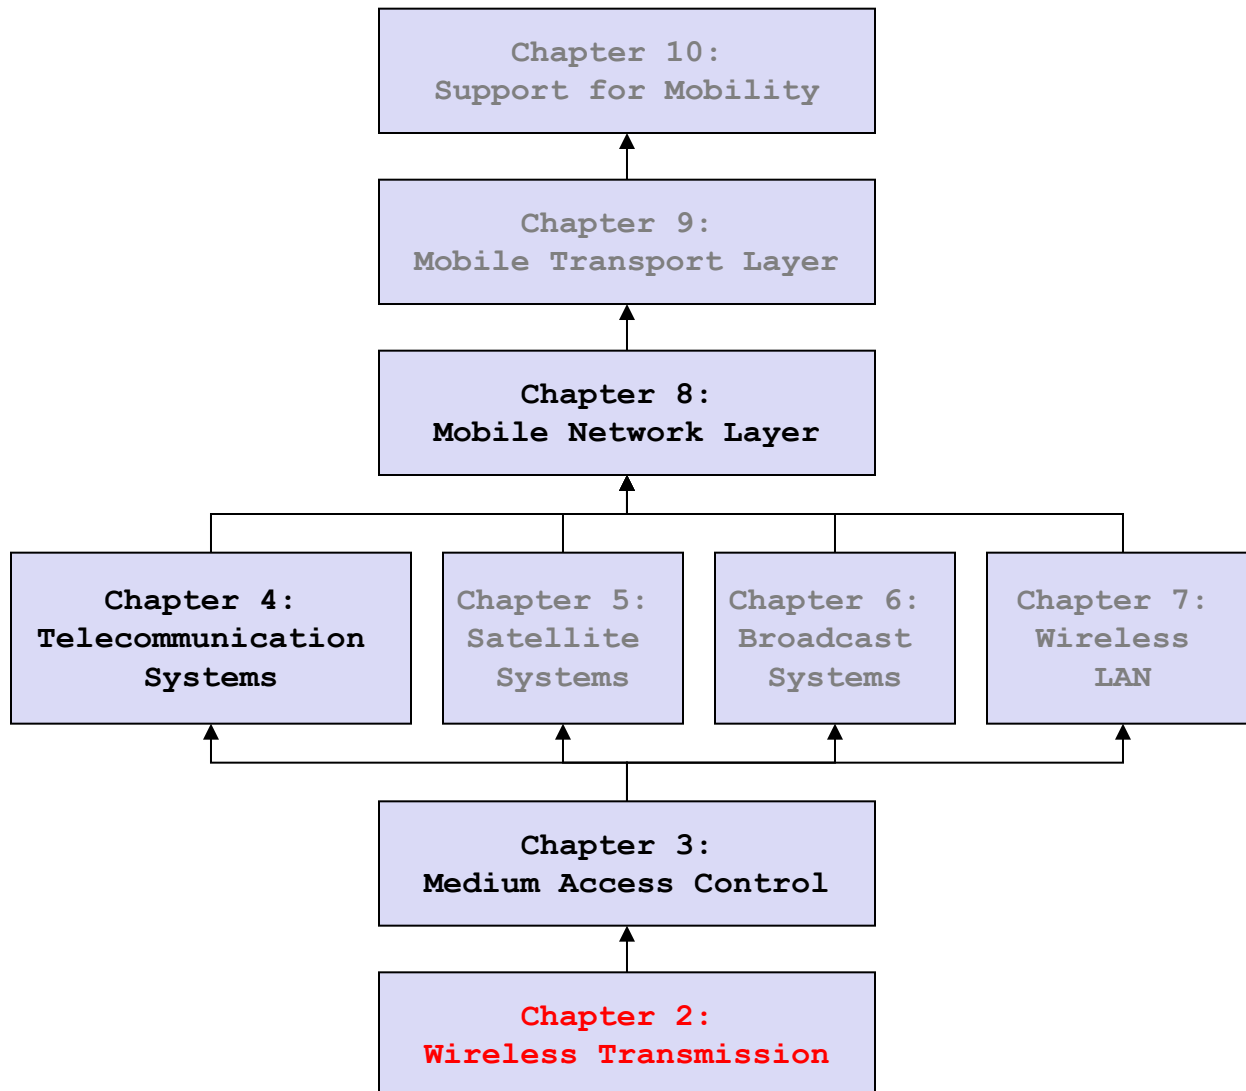 Chapter 10:
Support for Mobility
Chapter 9:
Mobile Transport Layer
Chapter 8:
Mobile Network Layer
Chapter 4:
Telecommunication
Systems
Chapter 5:
Satellite
Systems
Chapter 6:
Broadcast
Systems
Chapter 7:
Wireless
LAN
Chapter 3:
Medium Access Control
Chapter 2:
Wireless Transmission